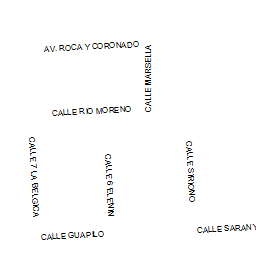 AV. ROCA Y CORONADO
CALLE MARSELLA
CALLE RIO MORENO
CALLE 7 LA BELGICA
CALLE 6 ELENIN
CALLE SIRIONO
CALLE GUAPILO
CALLE SARANY